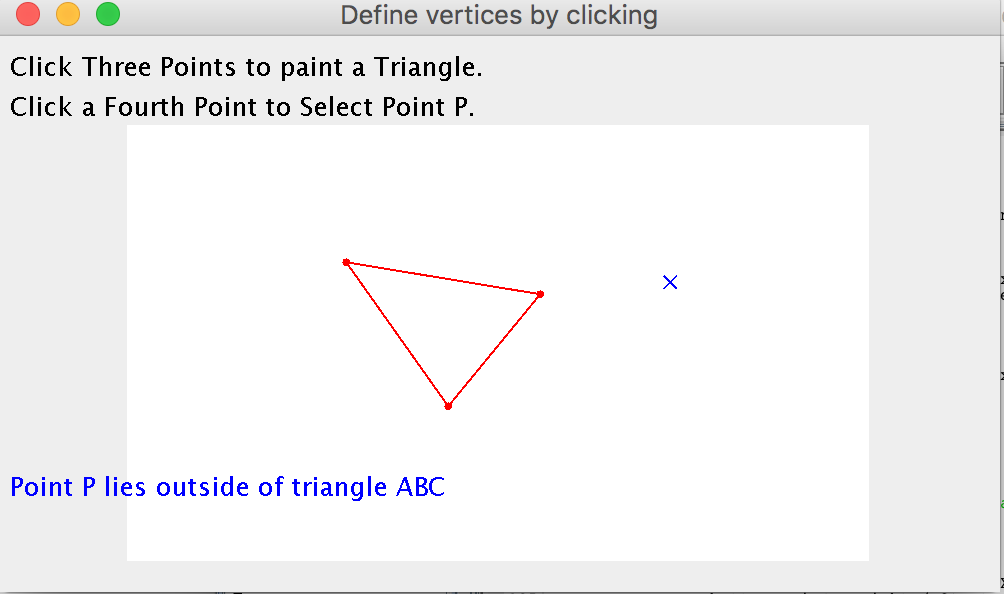 Define vertices by clicking
Click Three Points to paint a Triangle.
Click a Fourth Point to Select Point P.
Point P lies outside of triangle ABC